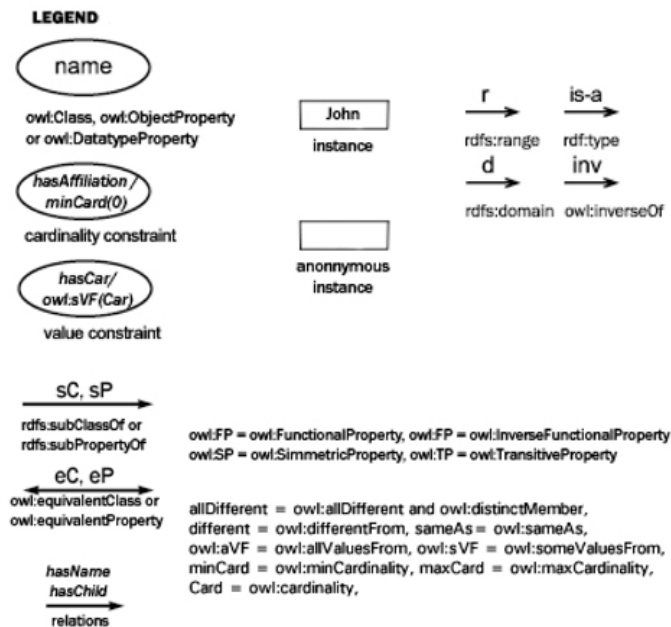 LEGEND
name
owl:Class, owl:ObjectProperty
or owl:DatatypeProperty
hasAffiliation /
minCard(0)
cardinality constraint
hasCar/
owl:sVF(Car)
value constraint
John
instance
anonnymous
instance
r
rdfs:range
is-a
rdf:type
d
rdfs:domain
inv
owl:inverseOf
sC, sP
rdfs:subClassOf or
rdfs:subPropertyOf
eC, eP
owl:equivalentClass or
owl:equivalentProperty
hasName
hasChild
relations
owl:FP = owl:FunctionalProperty, owl:FP = owl:InverseFunctionalProperty
owl:SP = owl:SimmetricProperty, owl:TP = owl:TransitiveProperty
allDifferent = owl:allDifferent and owl:distinctMember,
different = owl:differentFrom, sameAs = owl:sameAs,
owl:aVF = owl:allValuesFrom, owl:sVF = owl:someValuesFrom,
minCard = owl:minCardinality, maxCard = owl:maxCardinality,
Card = owl:cardinality,